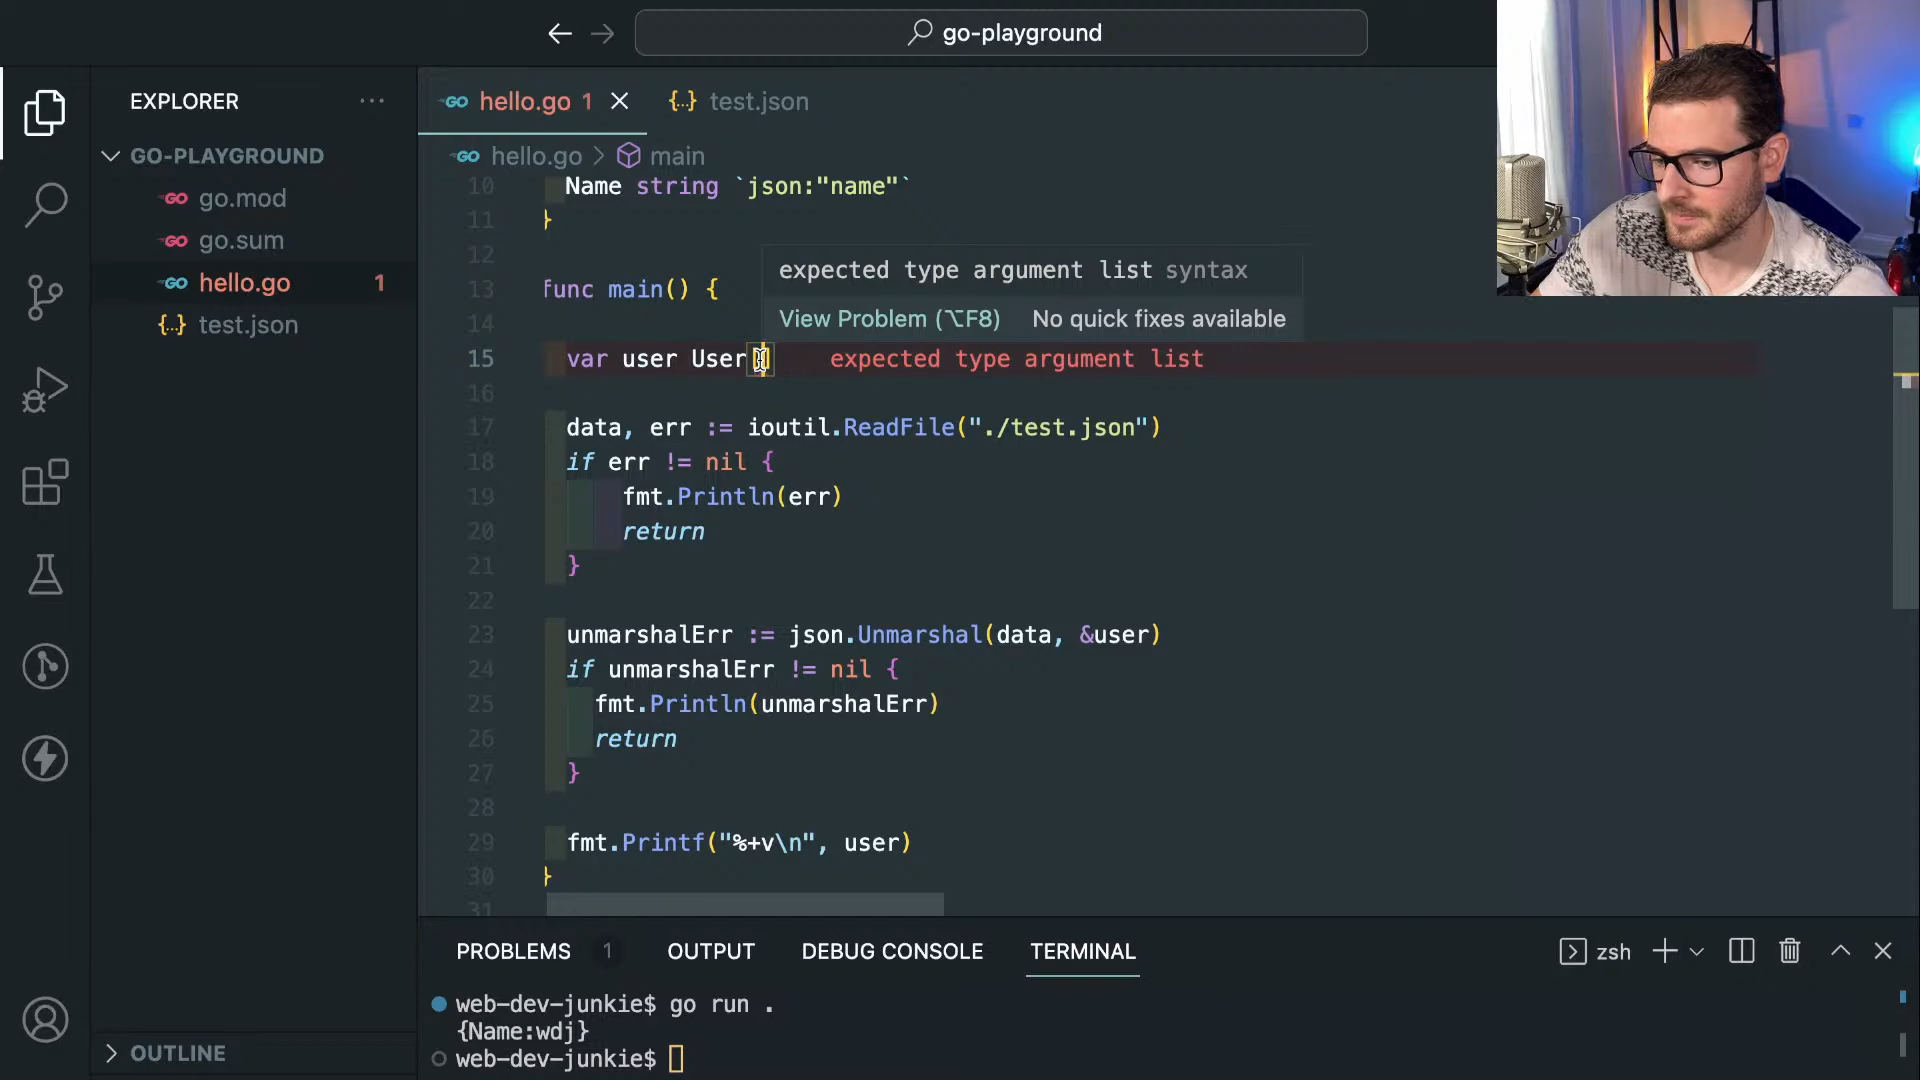 go-playground
EXPLORER
GO-PLAYGROUND
go.mod
go.sum
hello.go 1
test.json
OUTLINE
hello.go 1
test.json
hello.go > main
10 Name string `json:"name"`
11 }
12
13 func main() {
14
expected type argument list syntax
View Problem (⌥F8) No quick fixes available
15 var user User[] expected type argument list
16
17 data, err := ioutil.ReadFile("./test.json")
18 if err != nil {
19 fmt.Println(err)
20 return
21 }
22
23 unmarshalErr := json.Unmarshal(data, &user)
24 if unmarshalErr != nil {
25 fmt.Println(unmarshalErr)
26 return
27 }
28
29 fmt.Printf("%+v\n", user)
30 }
31
PROBLEMS 1 OUTPUT DEBUG CONSOLE TERMINAL
zsh
web-dev-junkie$ go run .
{Name:wdj}
web-dev-junkie$